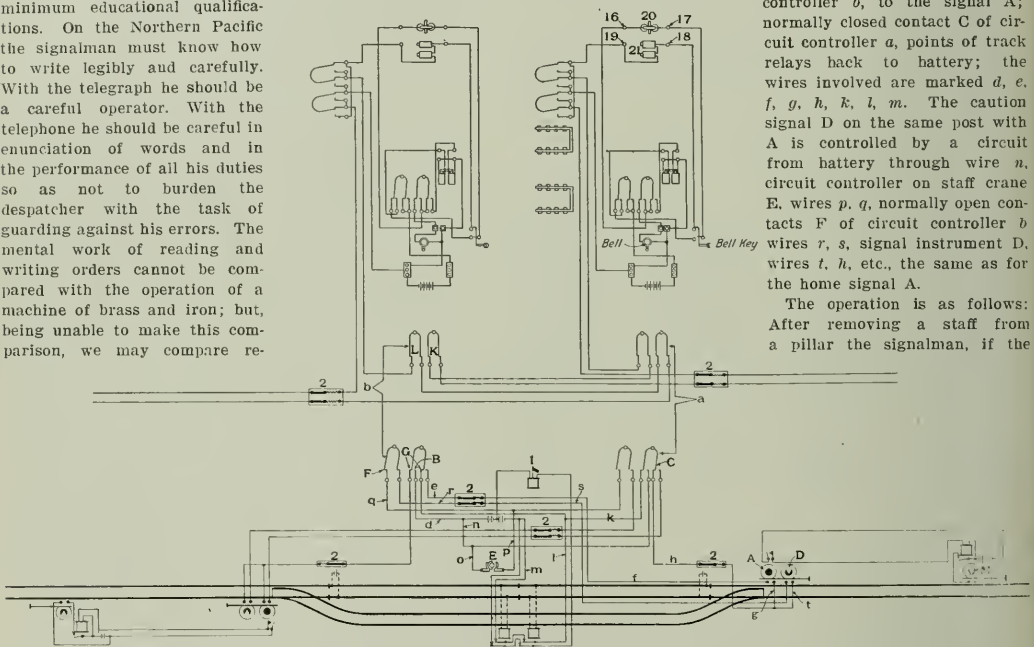 minimum educational qualifica-
tions. On the Northern Pacific
the signalman must know how
to write legibly and carefully.
With the telegraph he should be
a careful operator. With the
telephone he should be careful in
enunciation of words and in
the performance of all his duties
so as not to burden the
despatcher with the task of
guarding against his errors. The
mental work of reading and
writing orders cannot be com-
pared with the operation of a
machine of brass and iron; but,
being unable to make this com-
parison, we may compare re-
16 20 17
19 21 18
Bell Bell Key
L K
2 2
b a
F G B 1 C
q e r 2 s
d n 2 k
o E p l h
2 m f 2
A 1 D
g t
controller b, to the signal A;
normally closed contact C of cir-
cuit controller a, points of track
relays back to battery; the
wires involved are marked d, e,
f, g, h, k, l, m. The caution
signal D on the same post with
A is controlled by a circuit
from battery through wire n,
circuit controller on staff crane
E, wires p. q, normally open con-
tacts F of circuit controller b
wires r, s, signal instrument D,
wires t, h, etc., the same as for
the home signal A.
The operation is as follows:
After removing a staff from
a pillar the signalman, if the